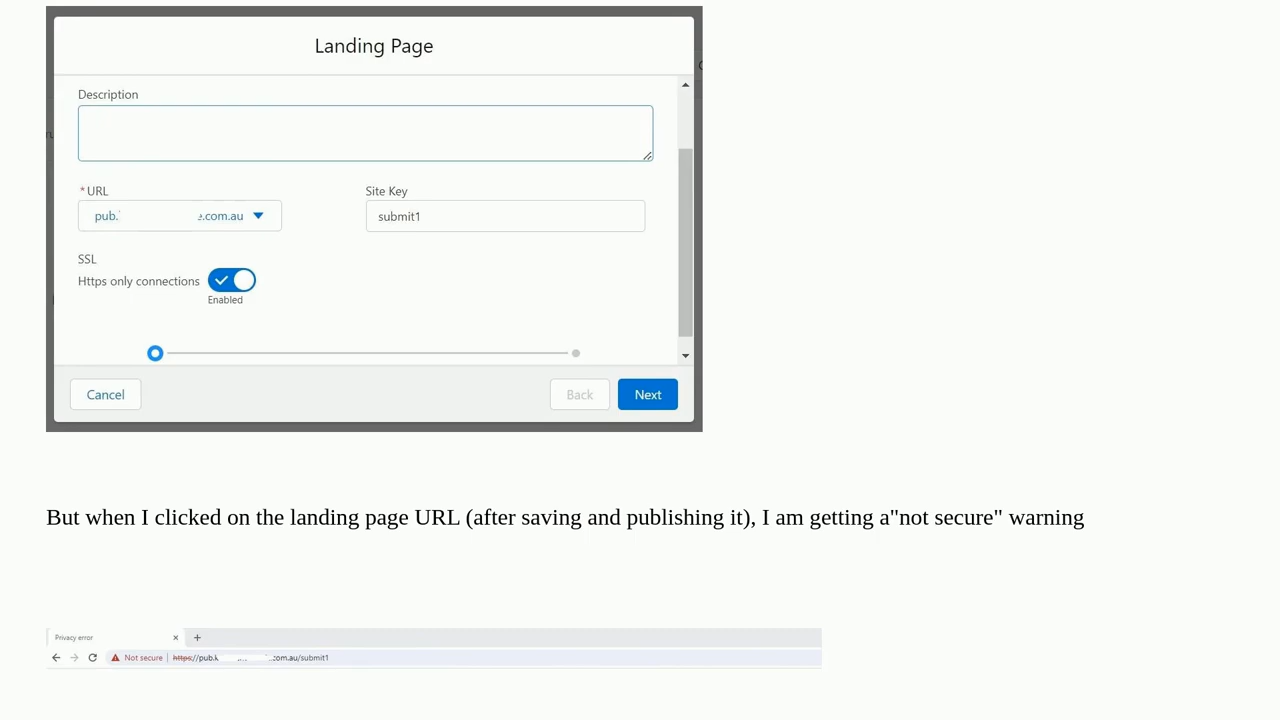 Landing Page
Description
*URL
Site Key
pub.
.com.au
submit1
SSL
Https only connections
Enabled
Cancel
Back
Next
But when I clicked on the landing page URL (after saving and publishing it), I am getting a"not secure" warning
Privacy error
Not secure
https://pub. .com.au/submit1